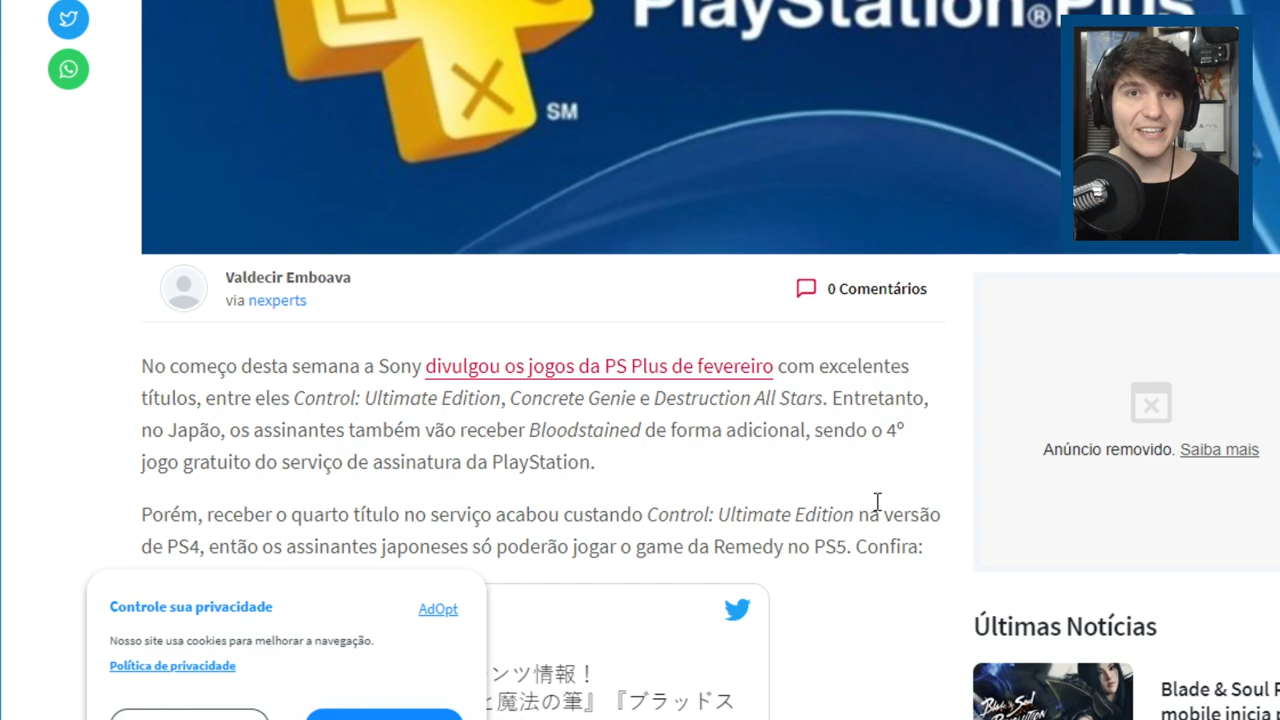 PlayStation®Plus
SM
Valdecir Emboava
via nexperts
0 Comentários
No começo desta semana a Sony divulgou os jogos da PS Plus de fevereiro com excelentes
títulos, entre eles Control: Ultimate Edition, Concrete Genie e Destruction All Stars. Entretanto,
no Japão, os assinantes também vão receber Bloodstained de forma adicional, sendo o 4º
jogo gratuito do serviço de assinatura da PlayStation.
Porém, receber o quarto título no serviço acabou custando Control: Ultimate Edition na versão
de PS4, então os assinantes japoneses só poderão jogar o game da Remedy no PS5. Confira:
Anúncio removido. Saiba mais
Controle sua privacidade
AdOpt
Nosso site usa cookies para melhorar a navegação.
Política de privacidade
ンツ情報！
と魔法の筆』『ブラッドス
Últimas Notícias
Blade & Soul
mobile inicia